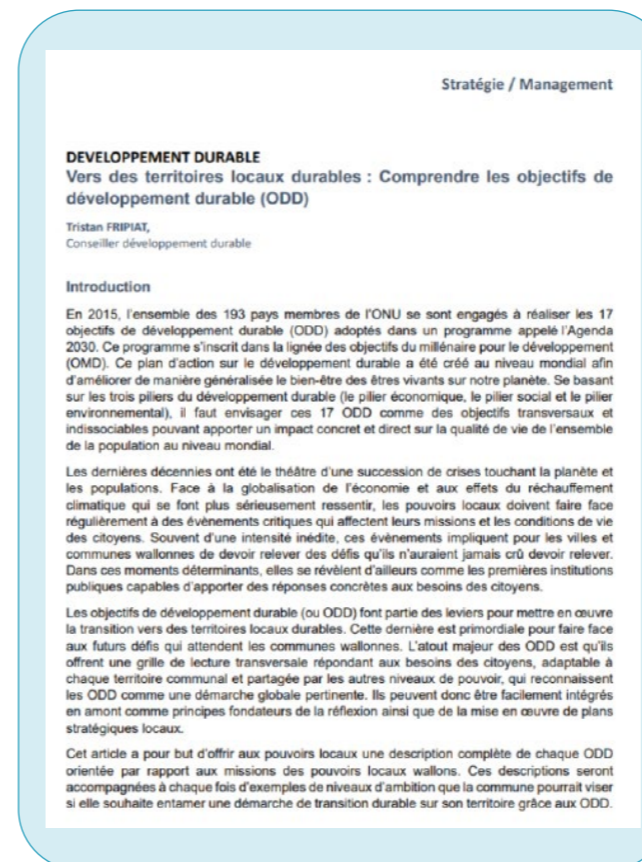 Stratégie / Management
DEVELOPPEMENT DURABLE
Vers des territoires locaux durables : Comprendre les objectifs de
développement durable (ODD)
Tristan FRIPIAT,
Conseiller développement durable
Introduction
En 2015, l'ensemble des 193 pays membres de l'ONU se sont engagés à réaliser les 17
objectifs de développement durable (ODD) adoptés dans un programme appelé l'Agenda
2030. Ce programme s'inscrit dans la lignée des objectifs du millénaire pour le développement
(OMD). Ce plan d'action sur le développement durable a été créé au niveau mondial afin
d'améliorer de manière généralisée le bien-être des êtres vivants sur notre planète. Se basant
sur les trois piliers du développement durable (le pilier économique, le pilier social et le pilier
environnemental), il faut envisager ces 17 ODD comme des objectifs transversaux et
indissociables pouvant apporter un impact concret et direct sur la qualité de vie de l'ensemble
de la population au niveau mondial.
Les dernières décennies ont été le théâtre d'une succession de crises touchant la planète et
les populations. Face à la globalisation de l'économie et aux effets du réchauffement
climatique qui se font plus sérieusement ressentir, les pouvoirs locaux doivent faire face
régulièrement à des évènements critiques qui affectent leurs missions et les conditions de vie
des citoyens. Souvent d'une intensité inédite, ces évènements impliquent pour les villes et
communes wallonnes de devoir relever des défis qu'ils n'auraient jamais crû devoir relever.
Dans ces moments déterminants, elles se révèlent d'ailleurs comme les premières institutions
publiques capables d'apporter des réponses concrètes aux besoins des citoyens.
Les objectifs de développement durable (ou ODD) font partie des leviers pour mettre en œuvre
la transition vers des territoires locaux durables. Cette dernière est primordiale pour faire face
aux futurs défis qui attendent les communes wallonnes. L'atout majeur des ODD est qu'ils
offrent une grille de lecture transversale répondant aux besoins des citoyens, adaptable à
chaque territoire communal et partagée par les autres niveaux de pouvoir, qui reconnaissent
les ODD comme une démarche globale pertinente. Ils peuvent donc être facilement intégrés
en amont comme principes fondateurs de la réflexion ainsi que de la mise en œuvre de plans
stratégiques locaux.
Cet article a pour but d'offrir aux pouvoirs locaux une description complète de chaque ODD
orientée par rapport aux missions des pouvoirs locaux wallons. Ces descriptions seront
accompagnées à chaque fois d'exemples de niveaux d'ambition que la commune pourrait viser
si elle souhaite entamer une démarche de transition durable sur son territoire grâce aux ODD.